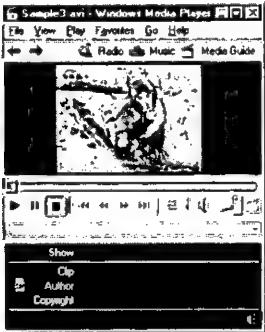 Sample3.avi - Windows Media Player
File View Play Favorites Go Help
Radio Music Media Guide
Show
Clip
Author
Copyright